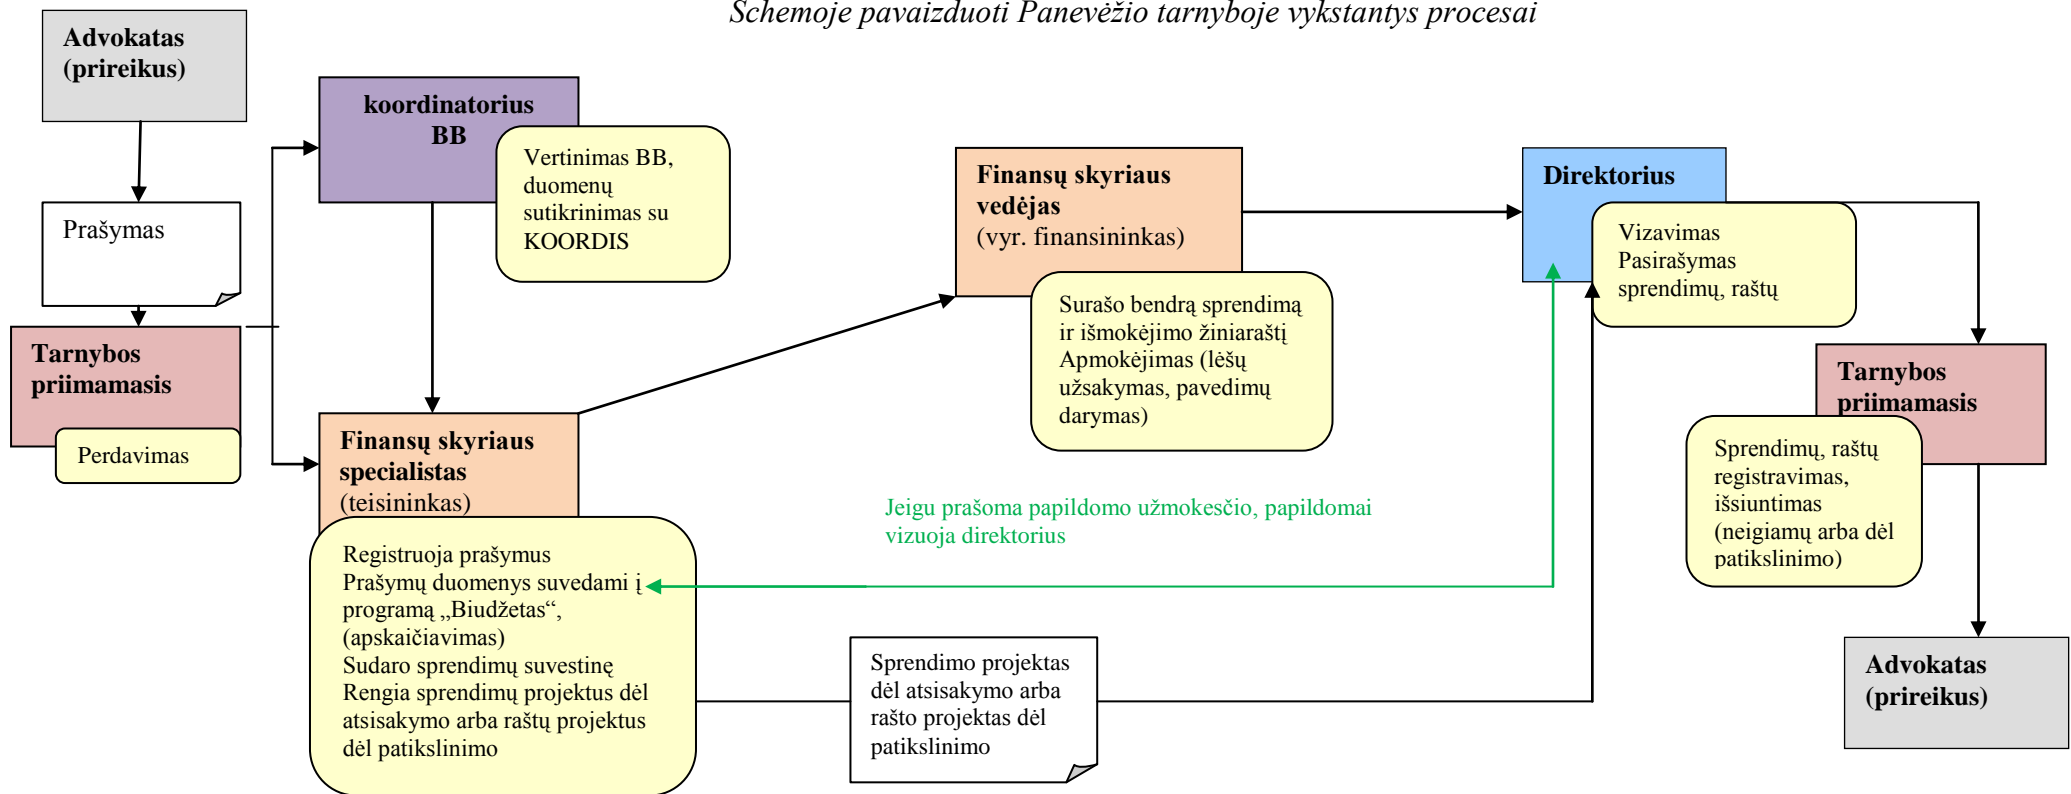 Schemoje pavaizduoti Panevėžio tarnyboje vykstantys procesai
Advokatas
(prireikus)
Prašymas
Tarnybos
priimamasis
Perdavimas
koordinatorius
BB
Vertinimas BB,
duomenų
sutikrinimas su
KOORDIS
Finansų skyriaus
specialistas
(teisininkas)
Registruoja prašymus
Prašymų duomenys suvedami į
programą „Biudžetas“,
(apskaičiavimas)
Sudaro sprendimų suvestinę
Rengia sprendimų projektus dėl
atsisakymo arba raštų projektus
dėl patikslinimo
Finansų skyriaus
vedėjas
(vyr. finansininkas)
Surašo bendrą sprendimą
ir išmokėjimo žiniaraštį
Apmokėjimas (lėšų
užsakymas, pavedimų
darymas)
Jeigu prašoma papildomo užmokesčio, papildomai
vizuoja direktorius
Sprendimo projektas
dėl atsisakymo arba
rašto projektas dėl
patikslinimo
Direktorius
Vizavimas
Pasirašymas
sprendimų, raštų
Tarnybos
priimamasis
Sprendimų, raštų
registravimas,
išsiuntimas
(neigiamų arba dėl
patikslinimo)
Advokatas
(prireikus)